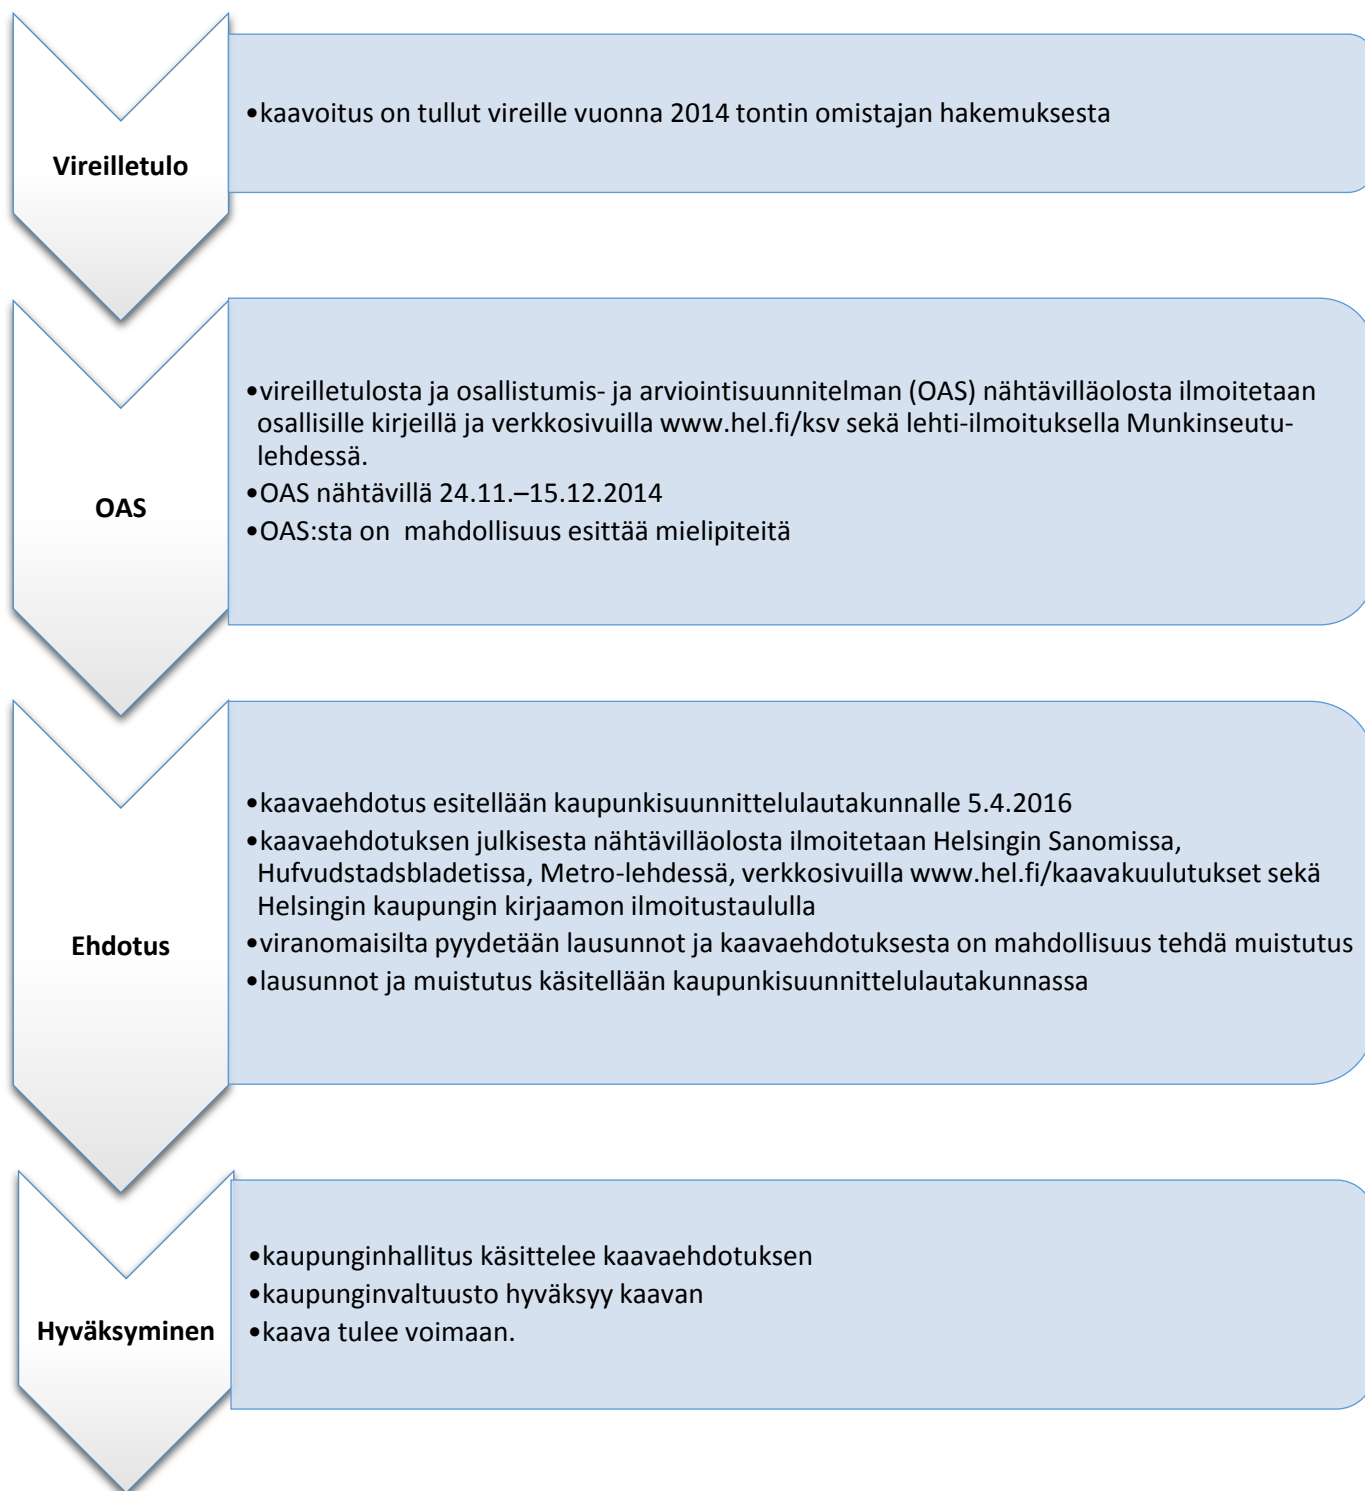 Vireilletulo
•kaavoitus on tullut vireille vuonna 2014 tontin omistajan hakemuksesta
OAS
•vireilletulosta ja osallistumis- ja arviointisuunnitelman (OAS) nähtävilläolosta ilmoitetaan
osallisille kirjeillä ja verkkosivuilla www.hel.fi/ksv sekä lehti-ilmoituksella Munkinseutu-
lehdessä.
•OAS nähtävillä 24.11.–15.12.2014
•OAS:sta on  mahdollisuus esittää mielipiteitä
Ehdotus
•kaavaehdotus esitellään kaupunkisuunnittelulautakunnalle 5.4.2016
•kaavaehdotuksen julkisesta nähtävilläolosta ilmoitetaan Helsingin Sanomissa,
Hufvudstadsbladetissa, Metro-lehdessä, verkkosivuilla www.hel.fi/kaavakuulutukset sekä
Helsingin kaupungin kirjaamon ilmoitustaululla
•viranomaisilta pyydetään lausunnot ja kaavaehdotuksesta on mahdollisuus tehdä muistutus
•lausunnot ja muistutus käsitellään kaupunkisuunnittelulautakunnassa
Hyväksyminen
•kaupunginhallitus käsittelee kaavaehdotuksen
•kaupunginvaltuusto hyväksyy kaavan
•kaava tulee voimaan.